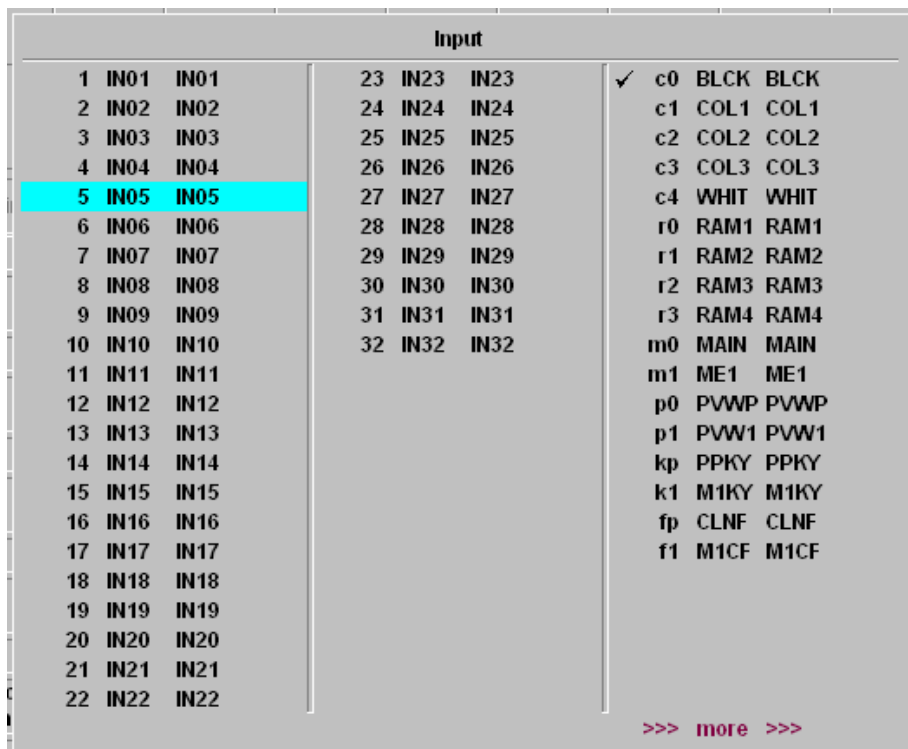 Input
1 IN01 IN01
2 IN02 IN02
3 IN03 IN03
4 IN04 IN04
5 IN05 IN05
6 IN06 IN06
7 IN07 IN07
8 IN08 IN08
9 IN09 IN09
10 IN10 IN10
11 IN11 IN11
12 IN12 IN12
13 IN13 IN13
14 IN14 IN14
15 IN15 IN15
16 IN16 IN16
17 IN17 IN17
18 IN18 IN18
19 IN19 IN19
20 IN20 IN20
21 IN21 IN21
22 IN22 IN22
23 IN23 IN23
24 IN24 IN24
25 IN25 IN25
26 IN26 IN26
27 IN27 IN27
28 IN28 IN28
29 IN29 IN29
30 IN30 IN30
31 IN31 IN31
32 IN32 IN32
✓ c0 BLCK BLCK
c1 COL1 COL1
c2 COL2 COL2
c3 COL3 COL3
c4 WHIT WHIT
r0 RAM1 RAM1
r1 RAM2 RAM2
r2 RAM3 RAM3
r3 RAM4 RAM4
m0 MAIN MAIN
m1 ME1 ME1
p0 PVWP PVWP
p1 PVW1 PVW1
kp PPKY PPKY
k1 M1KY M1KY
fp CLNF CLNF
f1 M1CF M1CF
>>> more >>>